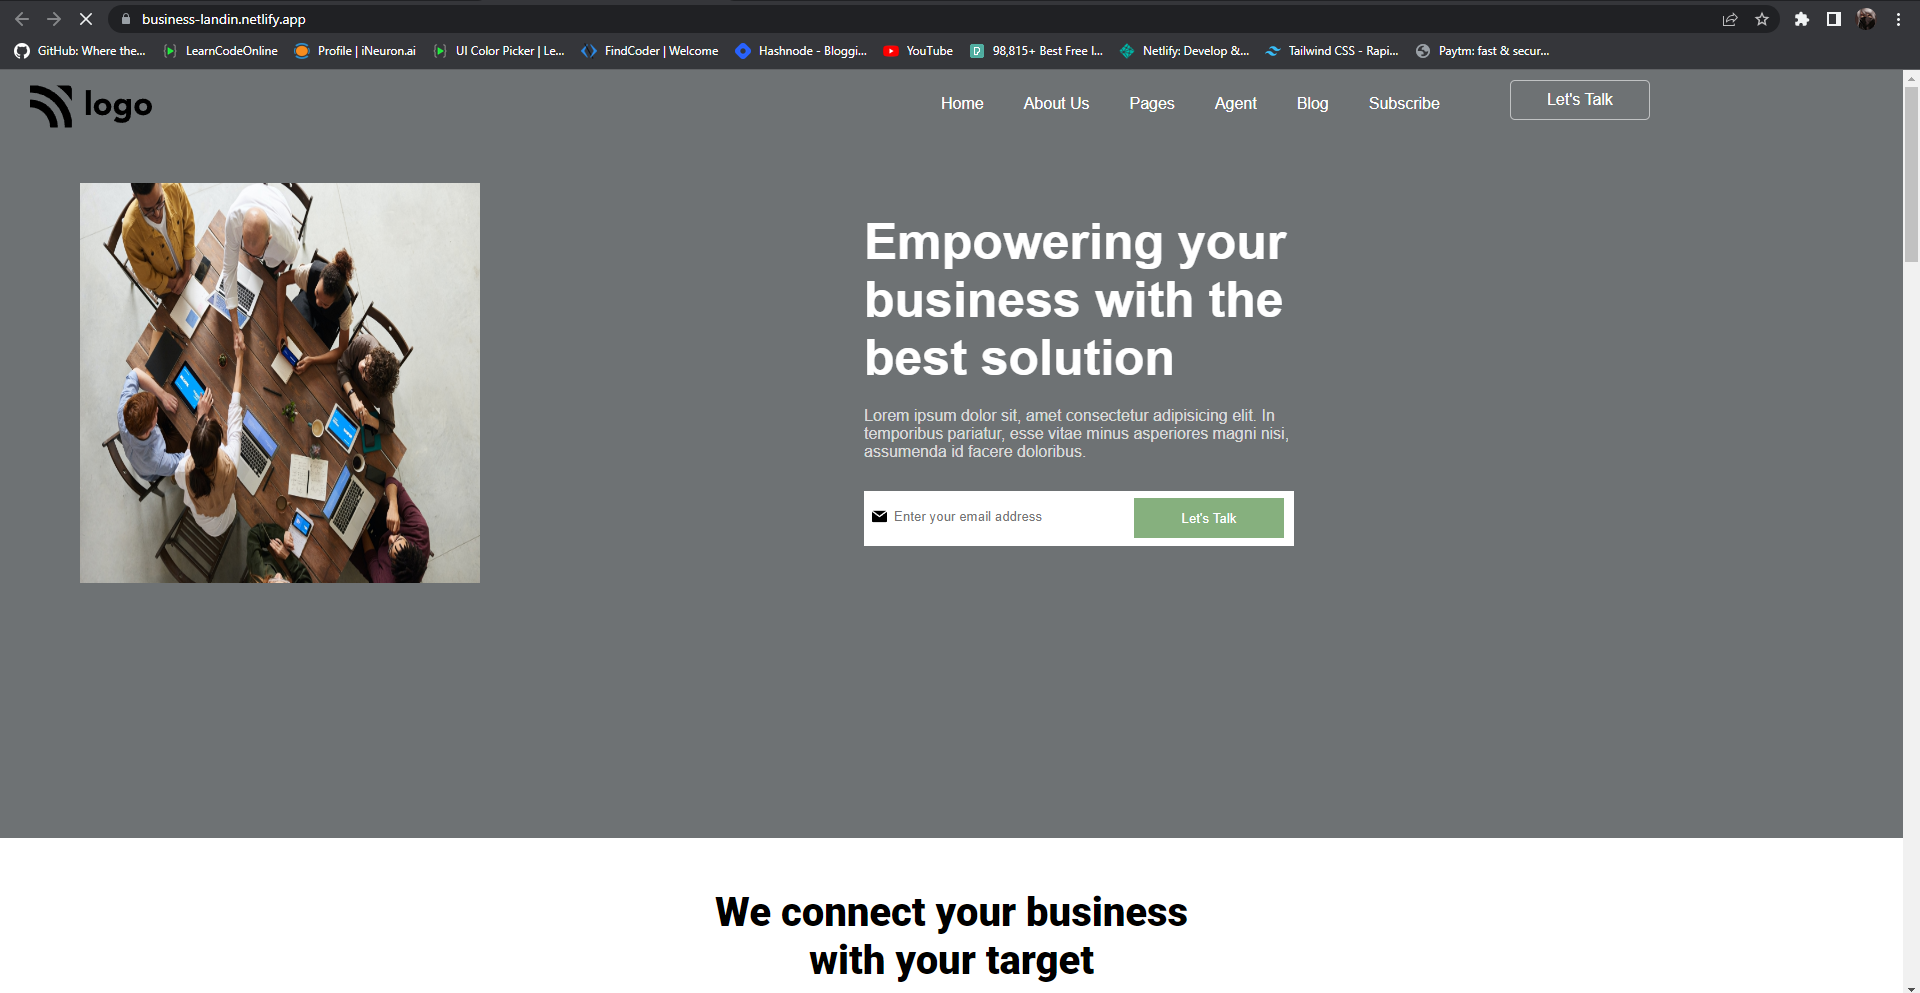 business-landin.netlify.app
GitHub: Where the...
LearnCodeOnline
Profile | iNeuron.ai
UI Color Picker | Le...
FindCoder | Welcome
Hashnode - Bloggi...
YouTube
98,815+ Best Free I...
Netlify: Develop &...
Tailwind CSS - Rapi...
Paytm: fast & secur...
logo
Home
About Us
Pages
Agent
Blog
Subscribe
Let's Talk
Empowering your
business with the
best solution
Lorem ipsum dolor sit, amet consectetur adipisicing elit. In
temporibus pariatur, esse vitae minus asperiores magni nisi,
assumenda id facere doloribus.
Enter your email address
Let's Talk
We connect your business
with your target